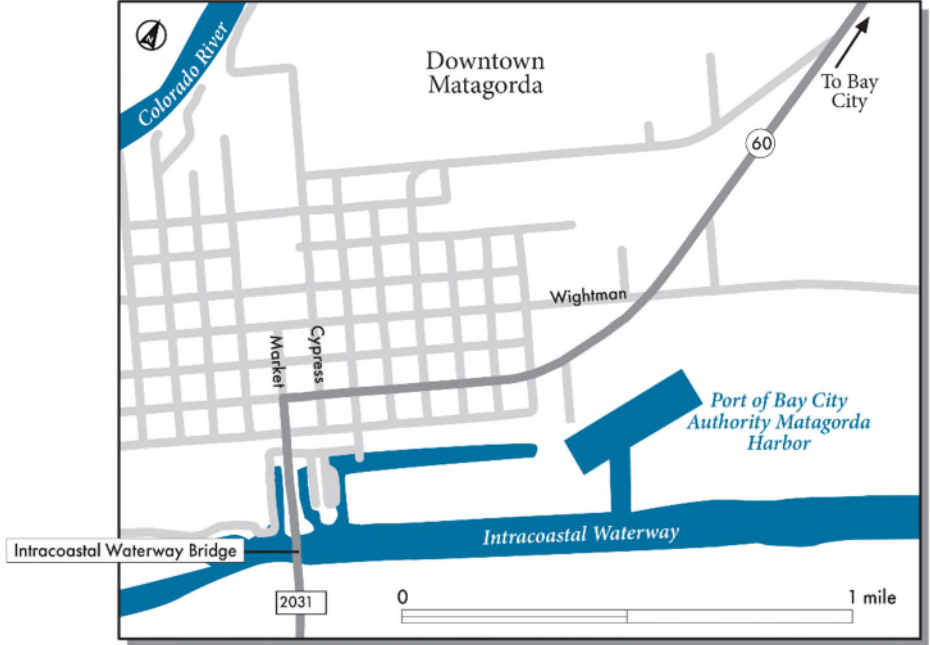 N
Colorado River
Downtown
Matagorda
To Bay
City
60
Wightman
Market
Cypress
Port of Bay City
Authority Matagorda
Harbor
Intracoastal Waterway
Intracoastal Waterway Bridge
2031
0
1 mile